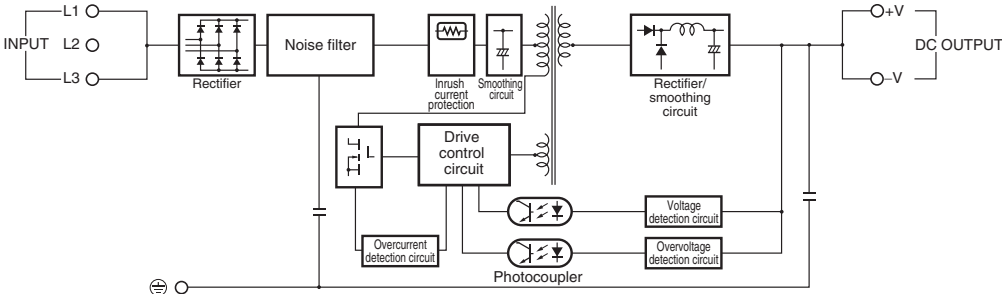 INPUT
L1
L2
L3
Rectifier
Noise filter
Inrush
current
protection
Smoothing
circuit
Rectifier/
smoothing
circuit
+V
DC OUTPUT
–V
Drive
control
circuit
Overcurrent
detection circuit
Voltage
detection circuit
Overvoltage
detection circuit
Photocoupler